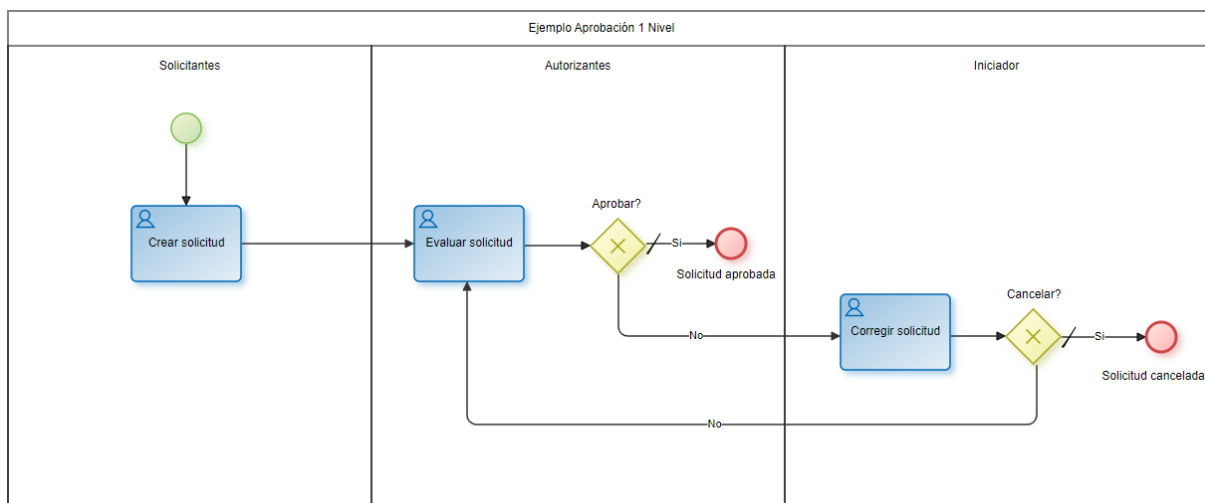 Ejemplo Aprobación 1 Nivel
Solicitantes
Autorizantes
Iniciador
Crear solicitud
Evaluar solicitud
Aprobar?
Si
Solicitud aprobada
No
Corregir solicitud
Cancelar?
Si
Solicitud cancelada
No